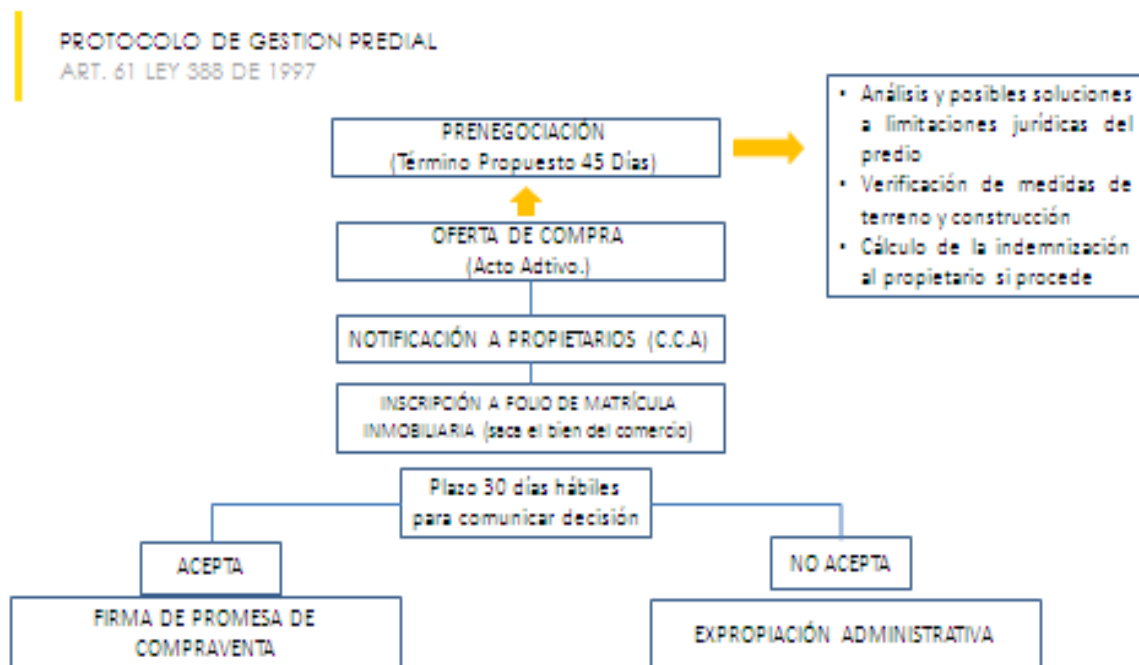 PROTOCOLO DE GESTION PREDIAL
ART. 61 LEY 388 DE 1997
PRENEGOCIACIÓN
(Término Propuesto 45 Días)
• Análisis y posibles soluciones
a limitaciones jurídicas del
predio
• Verificación de medidas de
terreno y construcción
• Cálculo de la indemnización
al propietario si procede
OFERTA DE COMPRA
(Acto Adtivo.)
NOTIFICACIÓN A PROPIETARIOS (C.C.A)
INSCRIPCIÓN A FOLIO DE MATRÍCULA
INMOBILIARIA (saca el bien del comercio)
Plazo 30 días hábiles
para comunicar decisión
ACEPTA
NO ACEPTA
FIRMA DE PROMESA DE
COMPRAVENTA
EXPROPIACIÓN ADMINISTRATIVA